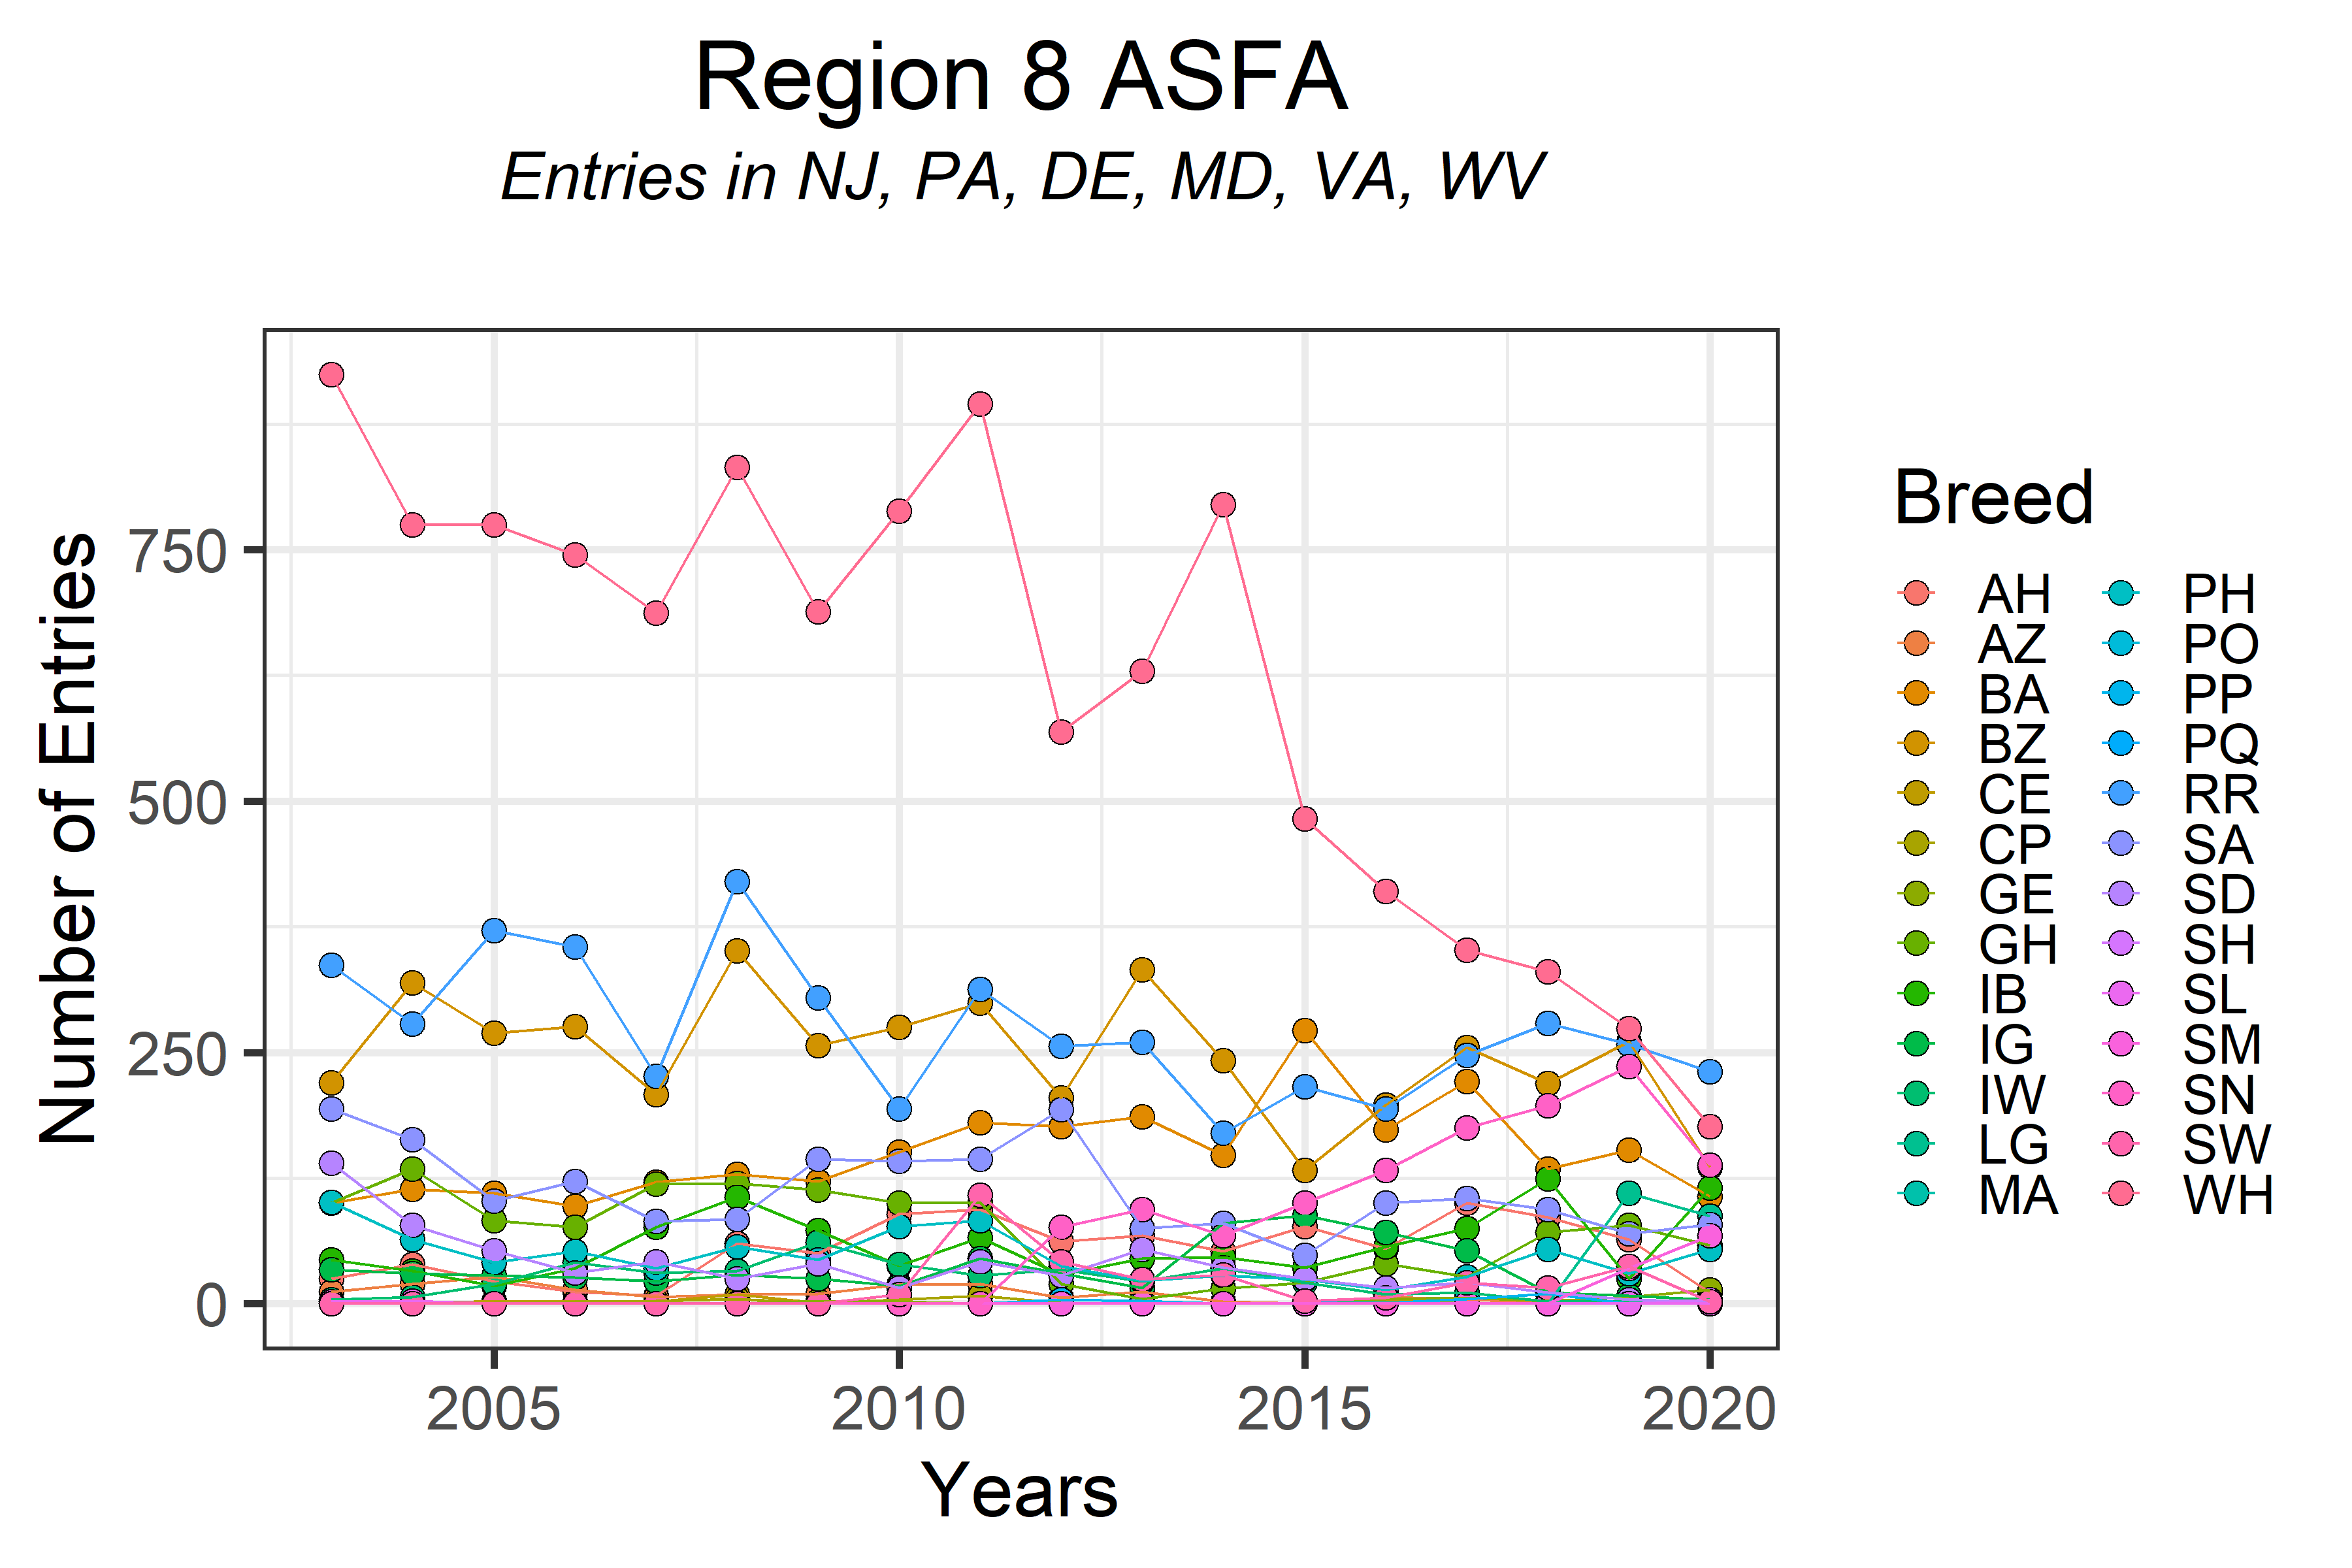 Region 8 ASFA
Entries in NJ, PA, DE, MD, VA, WV
Number of Entries
750
500
250
0
2005
2010
2015
2020
Years
Breed
AH
AZ
BA
BZ
CE
CP
GE
GH
IB
IG
IW
LG
MA
PH
PO
PP
PQ
RR
SA
SD
SH
SL
SM
SN
SW
WH